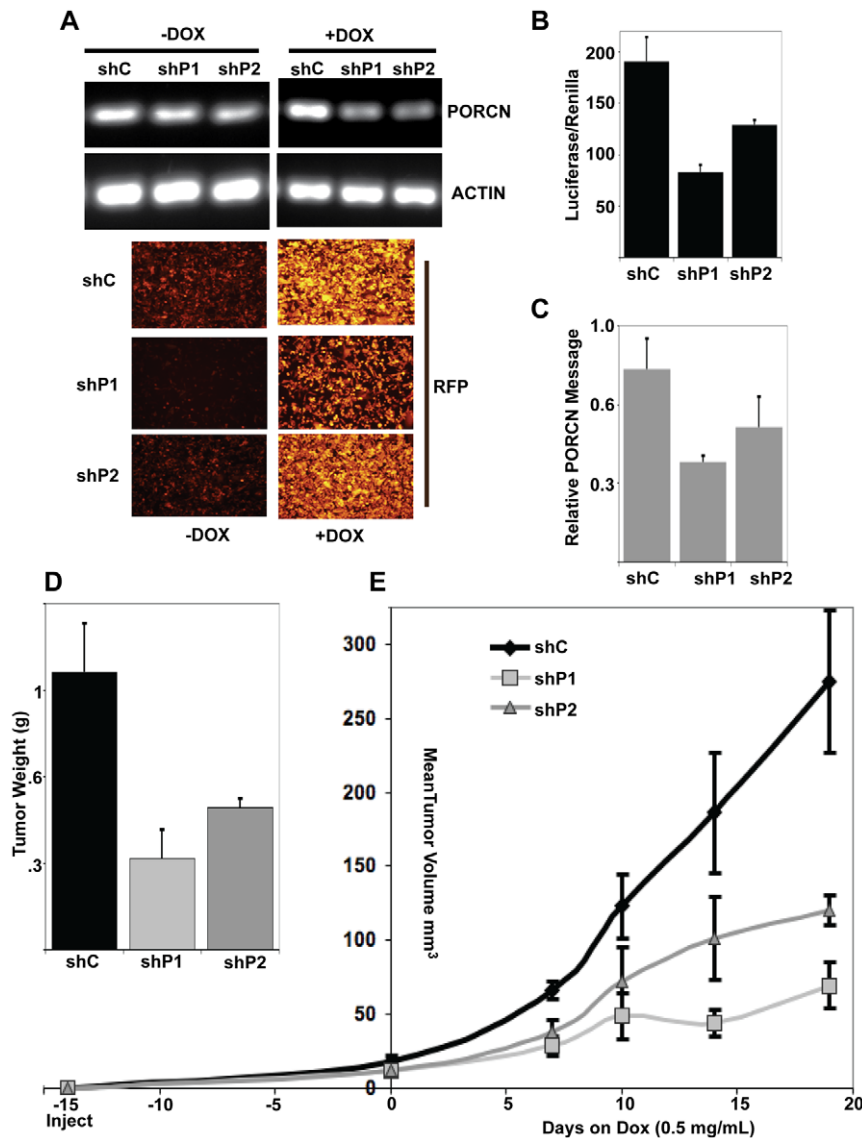 A
-DOX
+DOX
shC shP1 shP2
shC shP1 shP2
PORCN
ACTIN
shC
shP1
shP2
RFP
-DOX
+DOX
B
Luciferase/Renilla
200
150
100
50
shC shP1 shP2
C
Relative PORCN Message
1.0
0.6
0.3
shC shP1 shP2
D
Tumor Weight (g)
1
.6
.3
shC shP1 shP2
E
MeanTumor Volume mm³
300
250
200
150
100
50
0
shC
shP1
shP2
-15 -10 -5 0 5 10 15 20
Inject
Days on Dox (0.5 mg/mL)